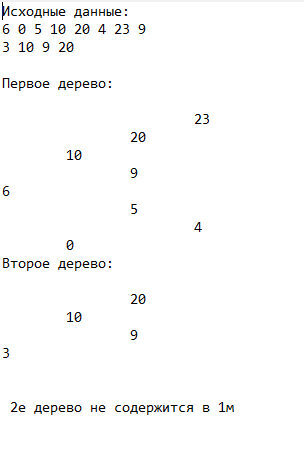 Исходные данные:
6 0 5 10 20 4 23 9
3 10 9 20
Первое дерево:
23
20
10
9
6
5
4
0
Второе дерево:
20
10
9
3
2е дерево не содержится в 1м